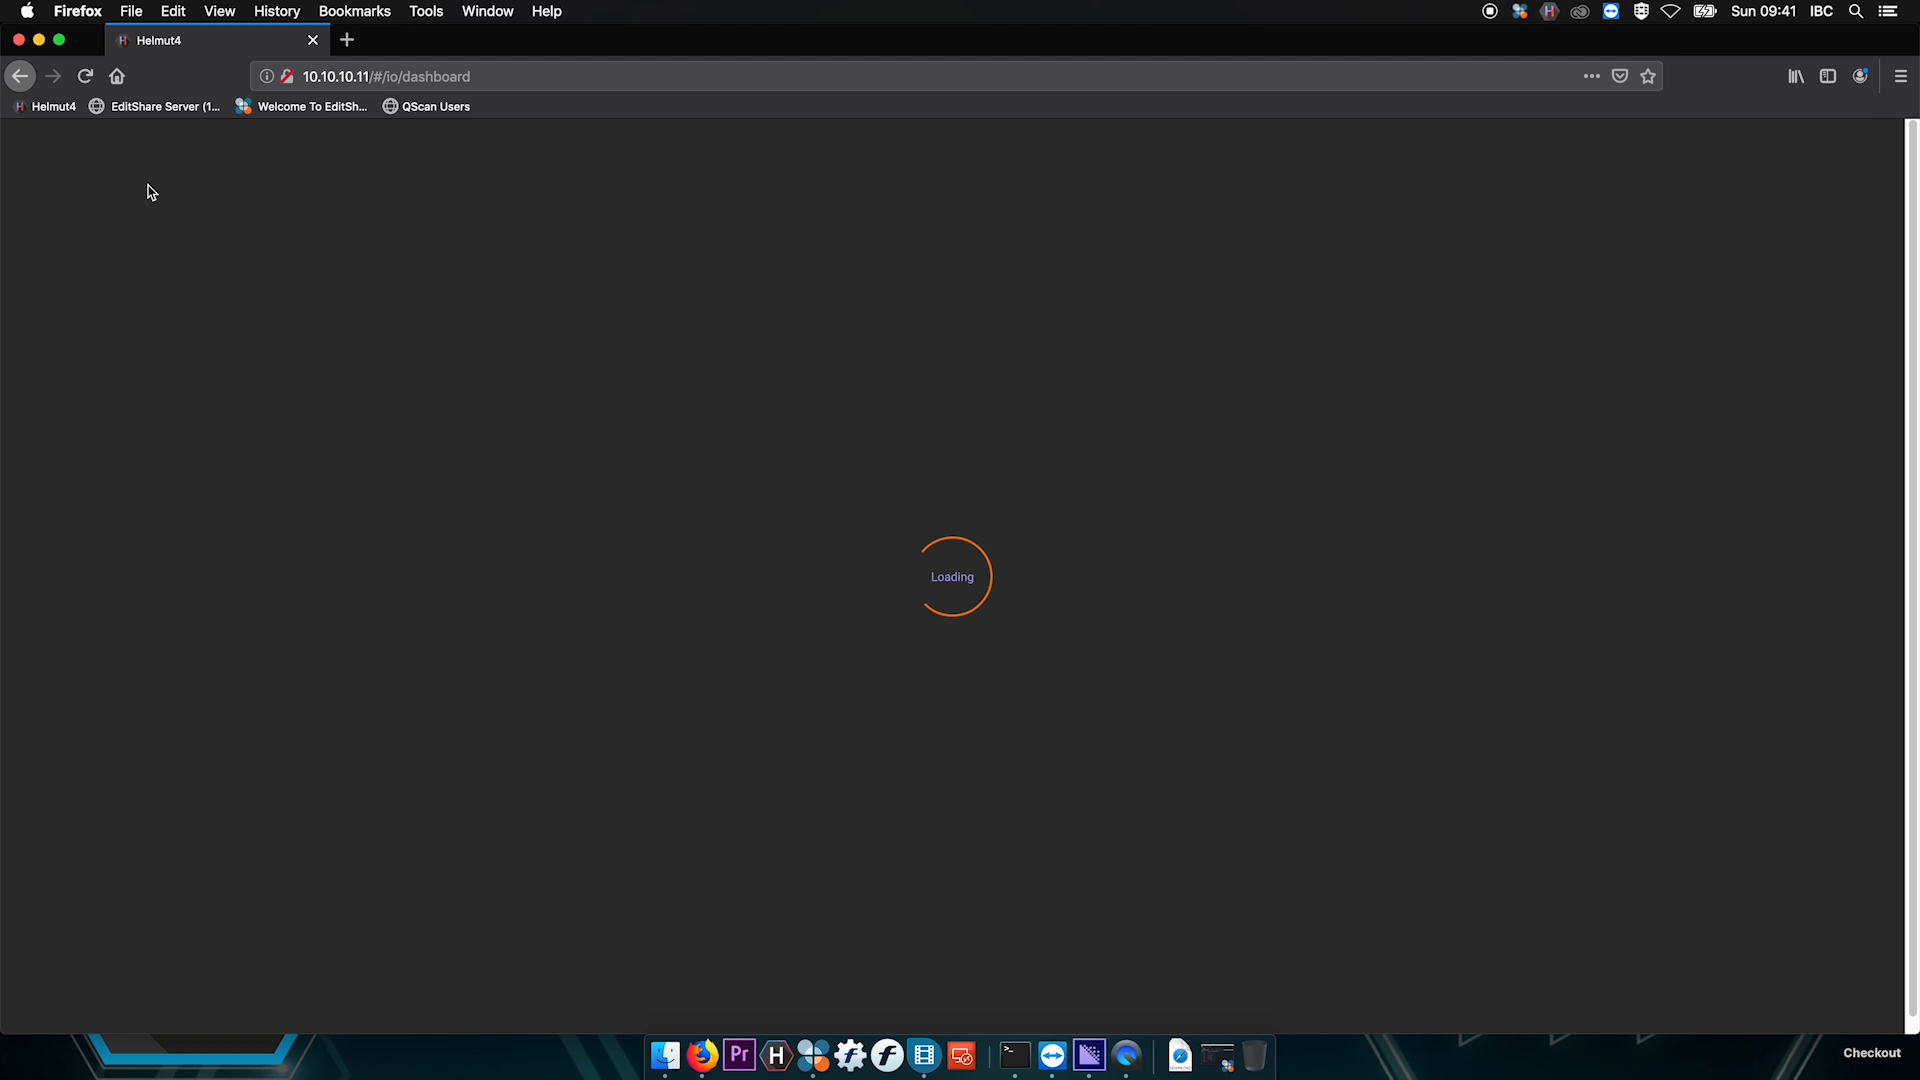 Firefox File Edit View History Bookmarks Tools Window Help Sun 09:41 IBC
Helmut4
10.10.10.11/#/io/dashboard
Helmut4 EditShare Server (1... Welcome To EditSh... QScan Users
Loading
Pr H
Checkout